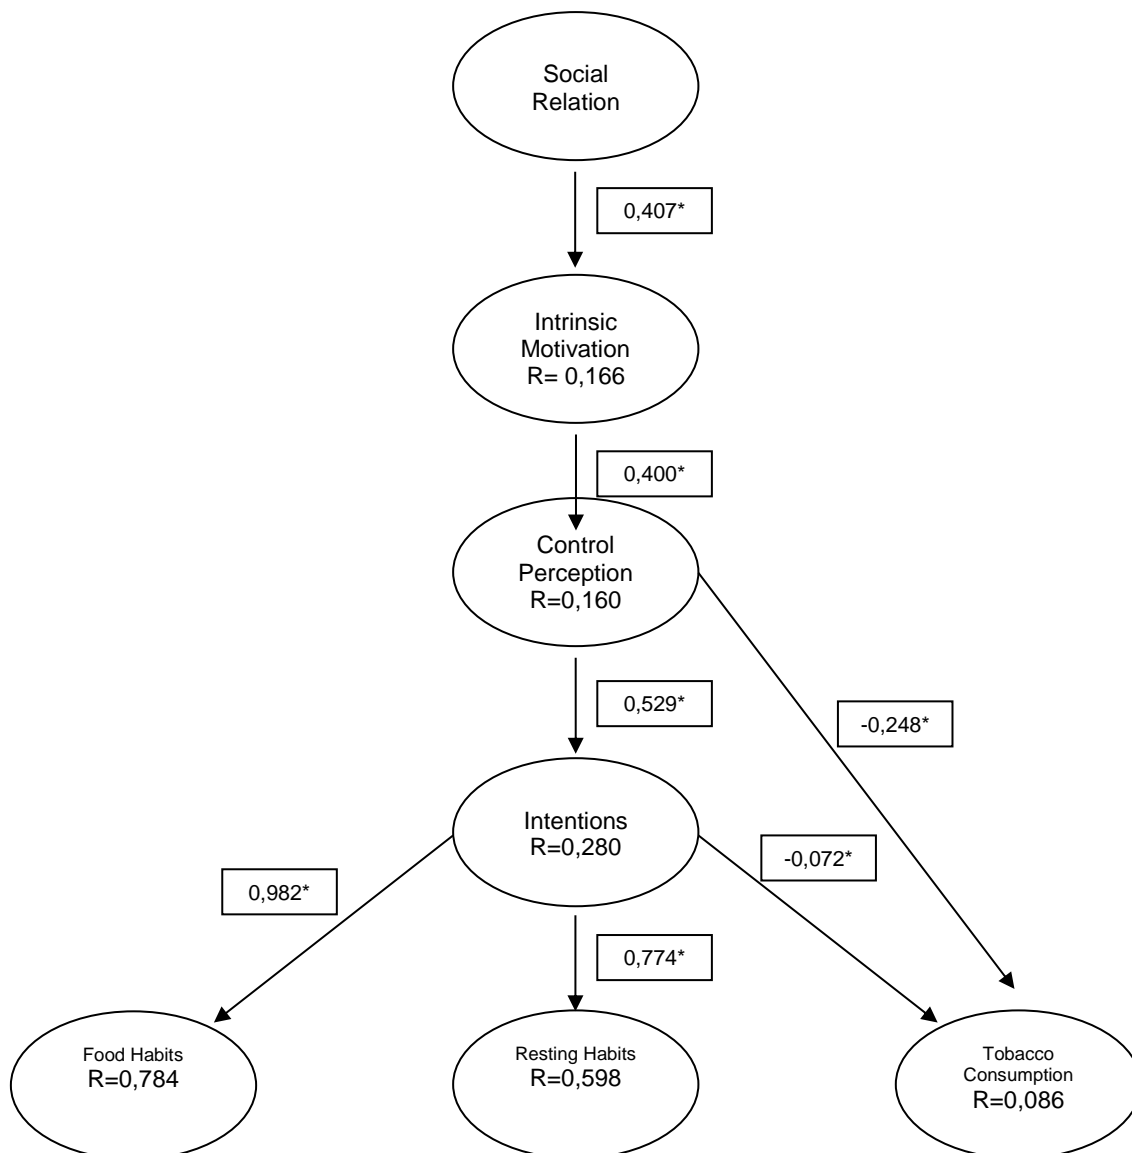 Social
Relation
0,407*
Intrinsic
Motivation
R= 0,166
0,400*
Control
Perception
R=0,160
0,529*
-0,248*
Intentions
R=0,280
-0,072*
0,982*
0,774*
Food Habits
R=0,784
Resting Habits
R=0,598
Tobacco
Consumption
R=0,086